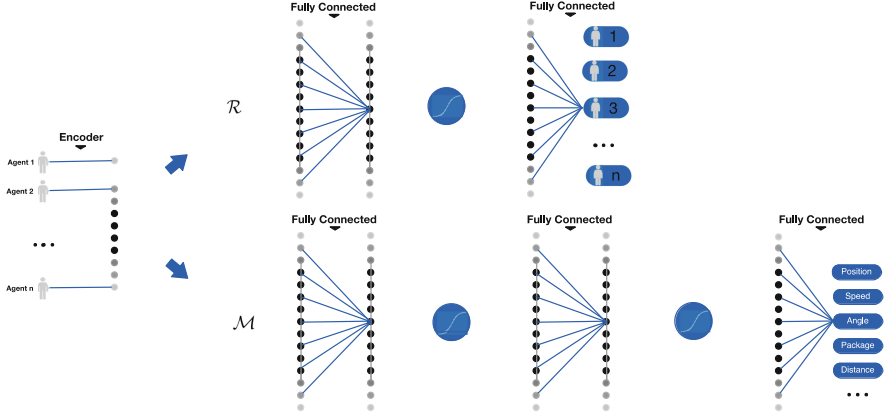 Fully Connected
Fully Connected
1
2
R
3
Encoder
Agent 1
...
Agent 2
n
Fully Connected
Fully Connected
Fully Connected
...
Position
Agent n
Speed
M
Angle
Package
Distance
...